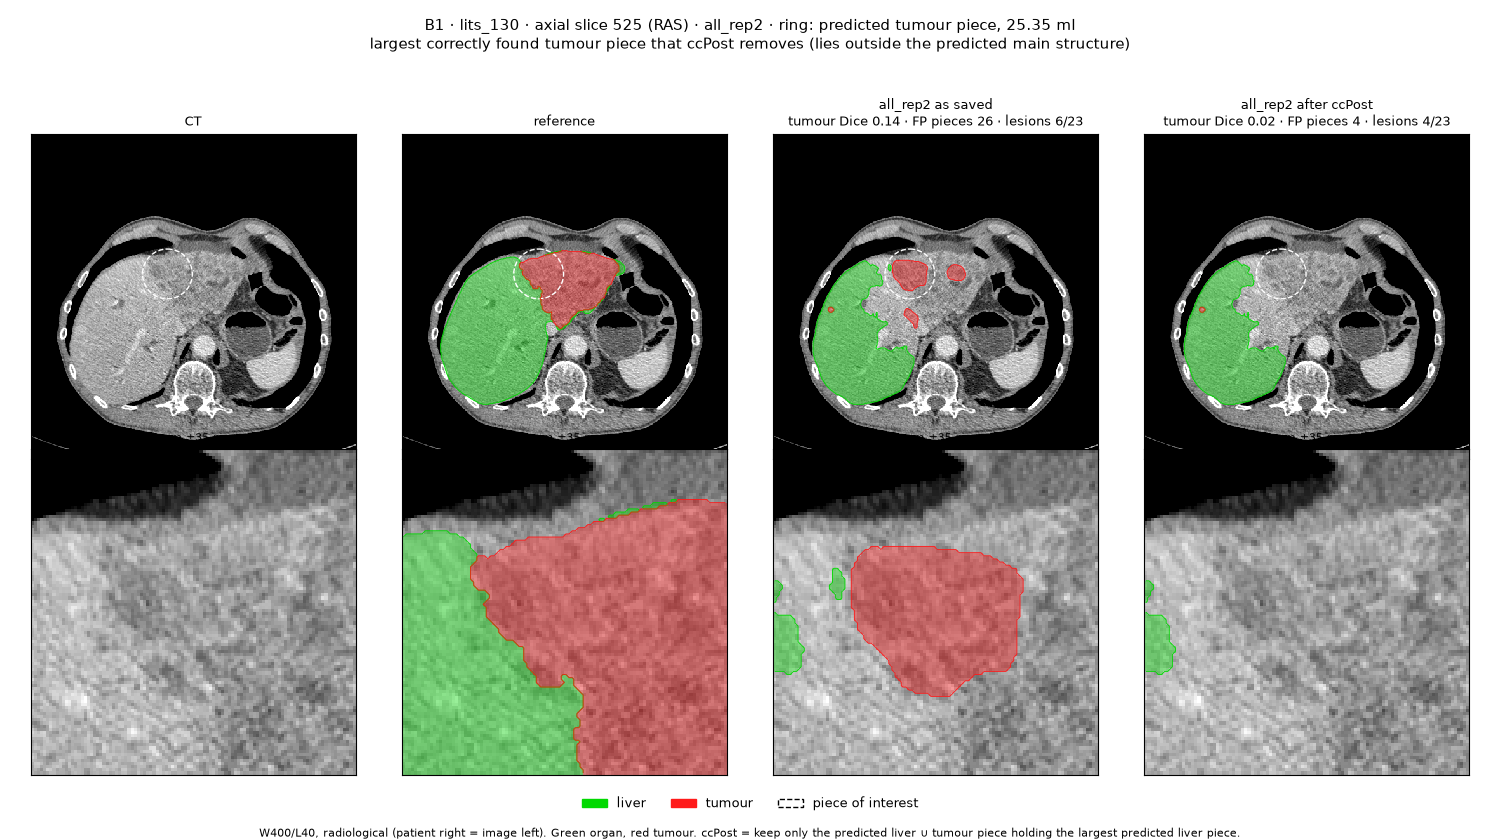 B1 · lits_130 · axial slice 525 (RAS) · all_rep2 · ring: predicted tumour piece, 25.35 ml
largest correctly found tumour piece that ccPost removes (lies outside the predicted main structure)
CT
reference
all_rep2 as saved
tumour Dice 0.14 · FP pieces 26 · lesions 6/23
all_rep2 after ccPost
tumour Dice 0.02 · FP pieces 4 · lesions 4/23
liver
tumour
piece of interest
W400/L40, radiological (patient right = image left). Green organ, red tumour. ccPost = keep only the predicted liver ∪ tumour piece holding the largest predicted liver piece.